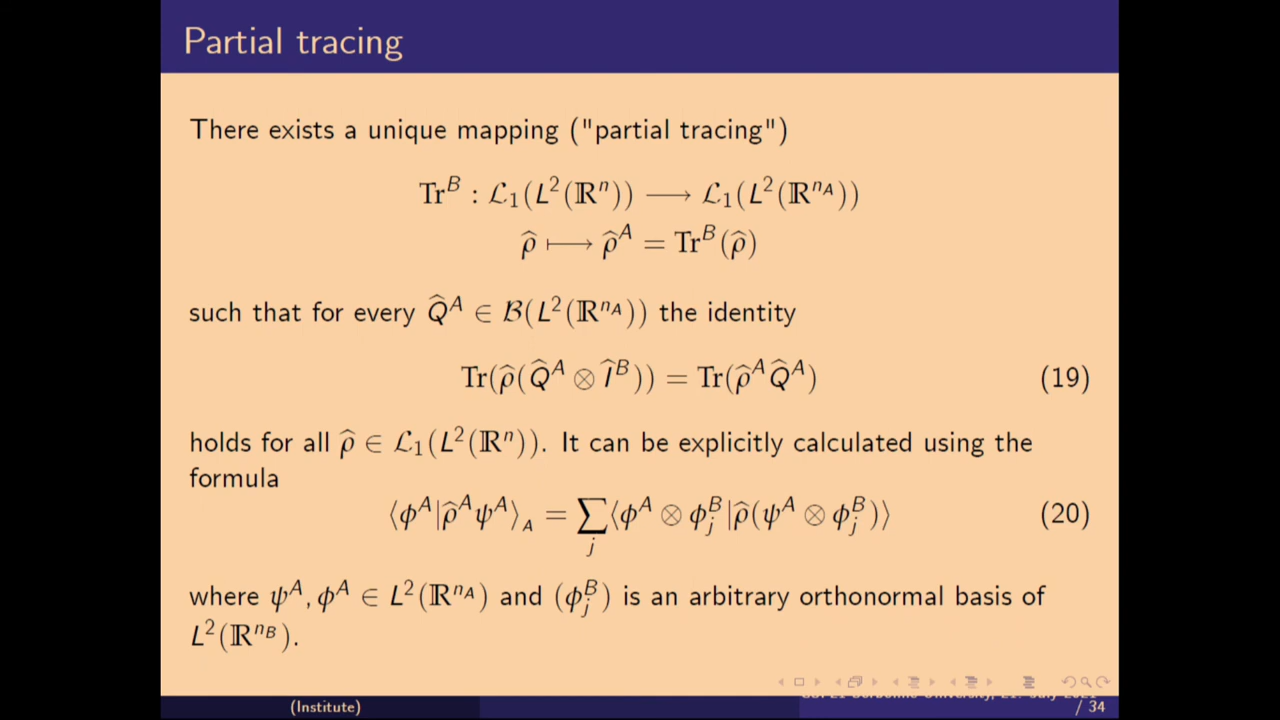 Partial tracing
There exists a unique mapping ("partial tracing")
Tr^B : ℒ₁(L²(ℝⁿ)) ⟶ ℒ₁(L²(ℝ^{n_A}))
ρ̂ ⟼ ρ̂^A = Tr^B(ρ̂)
such that for every Q̂^A ∈ ℬ(L²(ℝ^{n_A})) the identity
Tr(ρ̂(Q̂^A ⊗ Î^B)) = Tr(ρ̂^A Q̂^A) (19)
holds for all ρ̂ ∈ ℒ₁(L²(ℝⁿ)). It can be explicitly calculated using the
formula
⟨ϕ^A|ρ̂^A ψ^A⟩_A = ∑_j ⟨ϕ^A ⊗ ϕ_j^B|ρ̂(ψ^A ⊗ ϕ_j^B)⟩ (20)
where ψ^A, ϕ^A ∈ L²(ℝ^{n_A}) and (ϕ_j^B) is an arbitrary orthonormal basis of
L²(ℝ^{n_B}).
(Institute)
/ 34